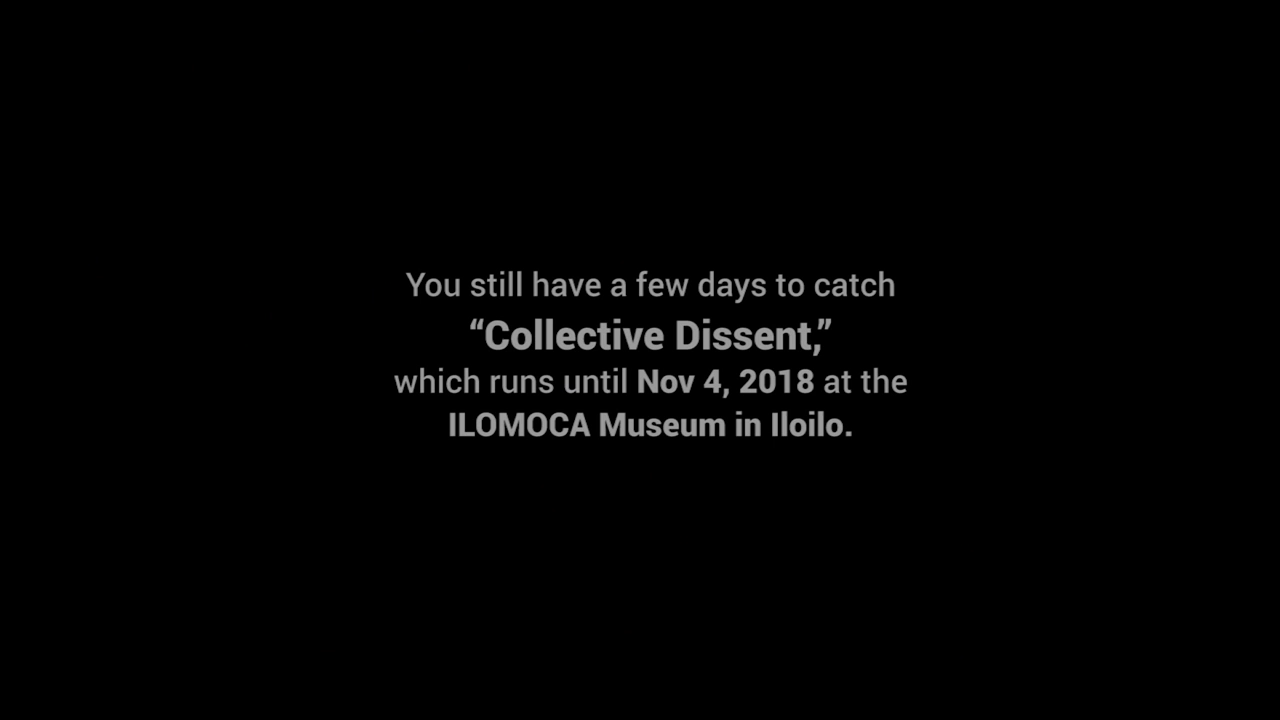 You still have a few days to catch
“Collective Dissent,”
which runs until Nov 4, 2018 at the
ILOMOCA Museum in Iloilo.